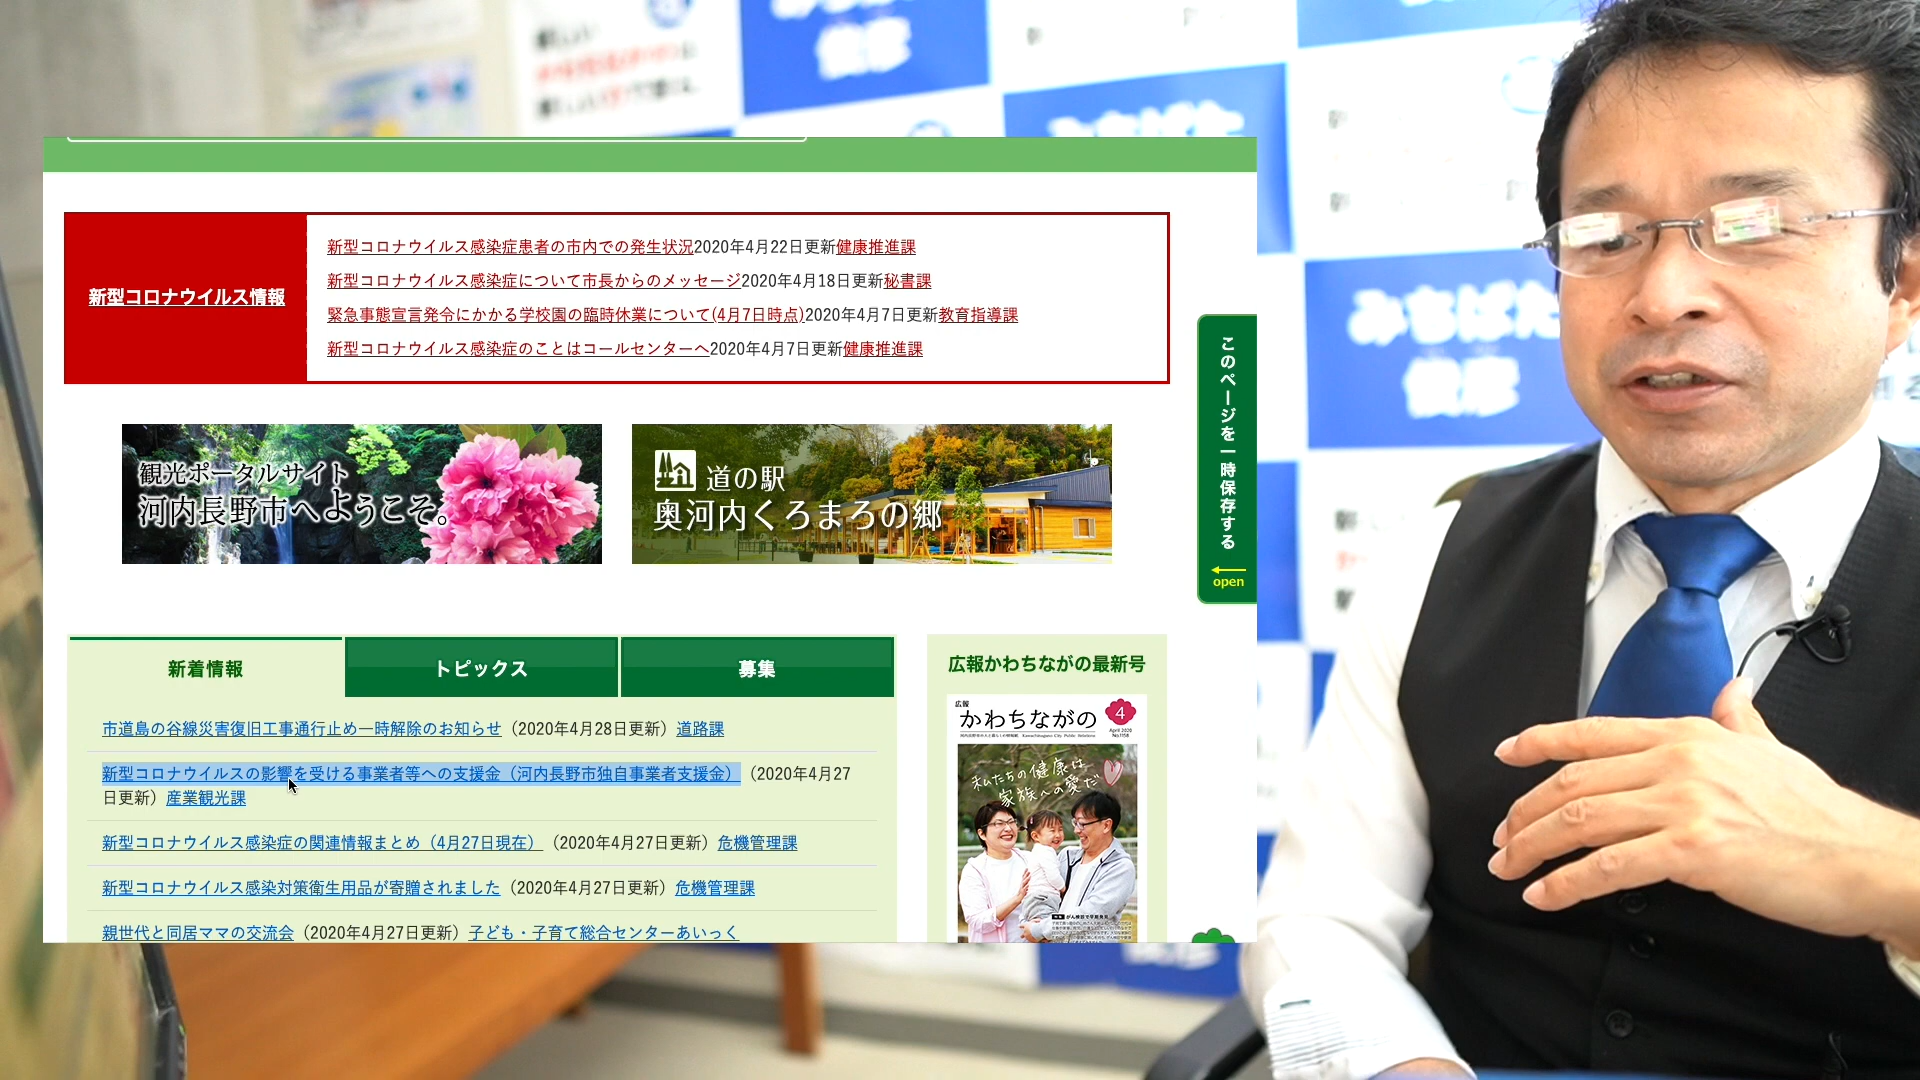 新型コロナウイルス情報
新型コロナウイルス感染症患者の市内での発生状況2020年4月22日更新健康推進課
新型コロナウイルス感染症について市長からのメッセージ2020年4月18日更新秘書課
緊急事態宣言発令にかかる学校園の臨時休業について(4月7日時点)2020年4月7日更新教育指導課
新型コロナウイルス感染症のことはコールセンターへ2020年4月7日更新健康推進課
観光ポータルサイト
河内長野市へようこそ。
道の駅
奥河内くろまろの郷
このページを一時保存する
open
新着情報
トピックス
募集
市道島の谷線災害復旧工事通行止め一時解除のお知らせ（2020年4月28日更新）道路課
新型コロナウイルスの影響を受ける事業者等への支援金（河内長野市独自事業者支援金）（2020年4月27
日更新）産業観光課
新型コロナウイルス感染症の関連情報まとめ（4月27日現在）（2020年4月27日更新）危機管理課
新型コロナウイルス感染対策衛生用品が寄贈されました（2020年4月27日更新）危機管理課
親世代と同居ママの交流会（2020年4月27日更新）子ども・子育て総合センターあいっく
広報かわちながの最新号
広報
かわちながの
4
April 2020
No.1158
私たちの健康は
家族への愛だ
みちばた
俊彦